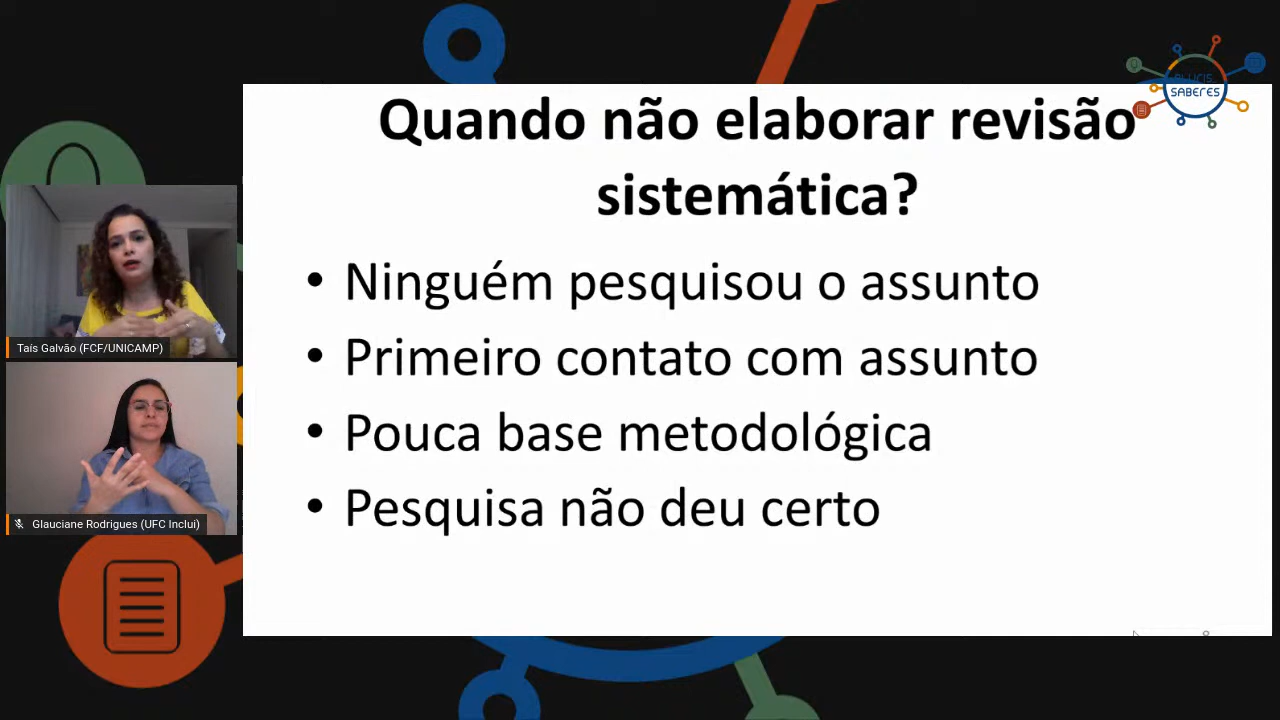 Quando não elaborar revisão
sistemática?
• Ninguém pesquisou o assunto
• Primeiro contato com assunto
• Pouca base metodológica
• Pesquisa não deu certo
Taís Galvão (FCF/UNICAMP)
Glauciane Rodrigues (UFC Inclui)
SABERES